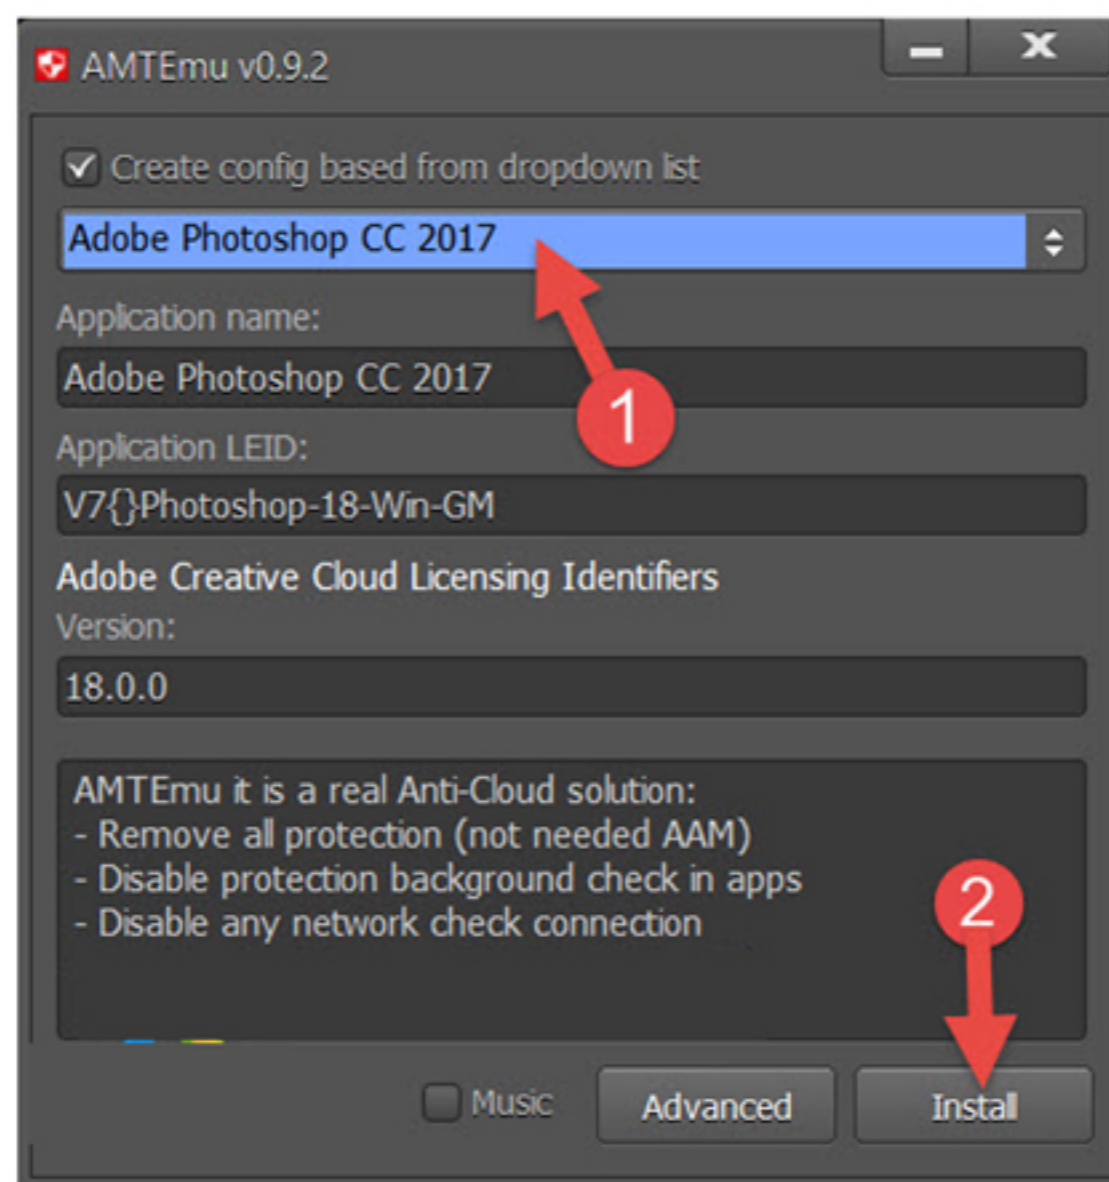 AMTEmu v0.9.2
Create config based from dropdown list
Adobe Photoshop CC 2017
Application name:
Adobe Photoshop CC 2017
1
Application LEID:
V7{}Photoshop-18-Win-GM
Adobe Creative Cloud Licensing Identifiers
Version:
18.0.0
AMTEmu it is a real Anti-Cloud solution:
- Remove all protection (not needed AAM)
- Disable protection background check in apps
- Disable any network check connection
2
Music
Advanced
Install